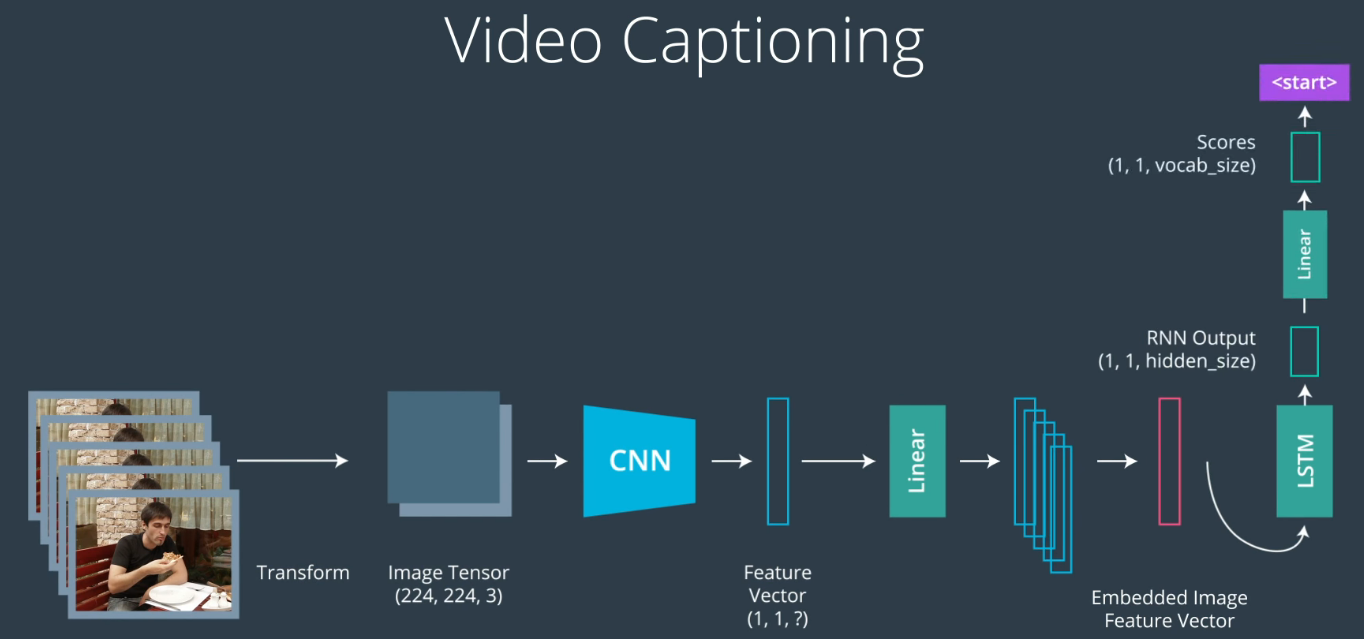 Video Captioning
<start>
Scores
(1, 1, vocab_size)
Linear
RNN Output
(1, 1, hidden_size)
CNN
Linear
LSTM
Transform
Image Tensor
(224, 224, 3)
Feature
Vector
(1, 1, ?)
Embedded Image
Feature Vector